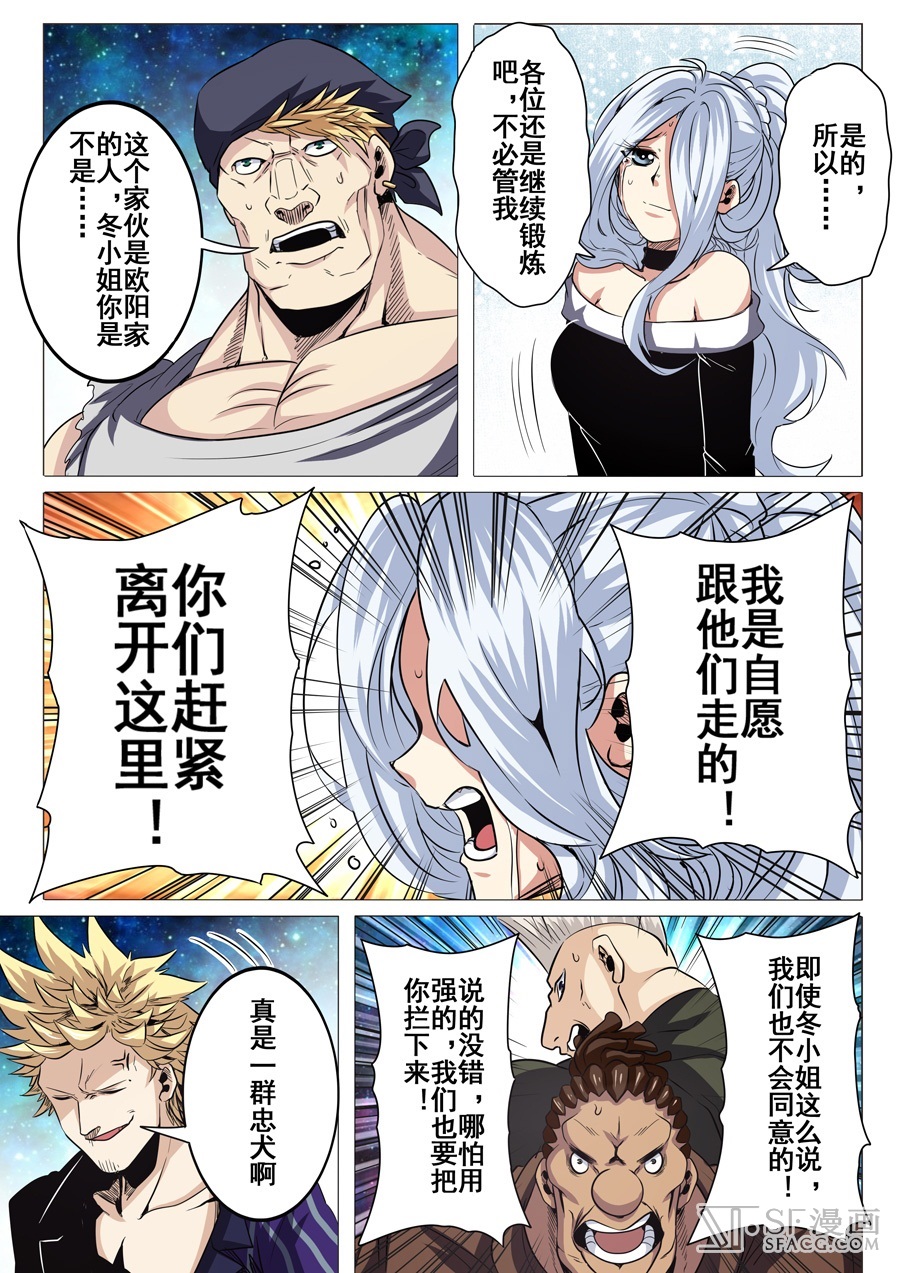 是的，
所以……
各位还是继续锻炼
吧，不必管我
这个家伙是欧阳家
的人，冬小姐你是
不是……
我是自愿
跟他们走的！
你们赶紧
离开这里！
即使冬小姐这么说，
我们也不会同意的！
说的没错，哪怕用
强的，我们也要把
你拦下来！
真是一群忠犬啊
SF漫画
SFACG.COM